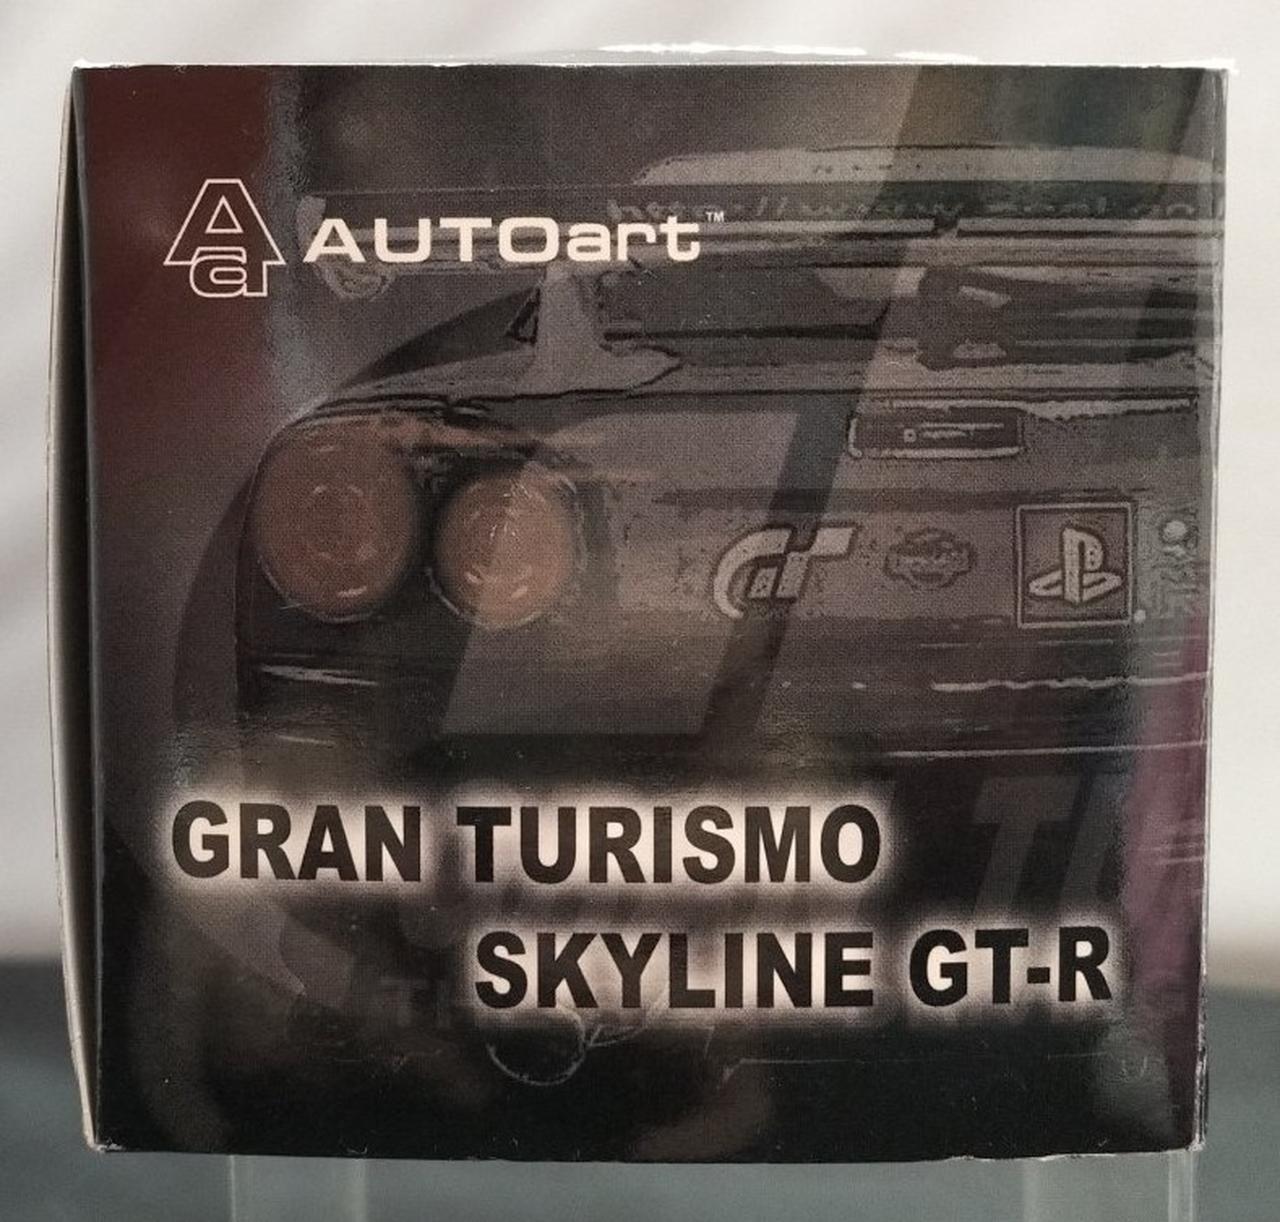 AUTOart™
GRAN TURISMO
SKYLINE GT-R